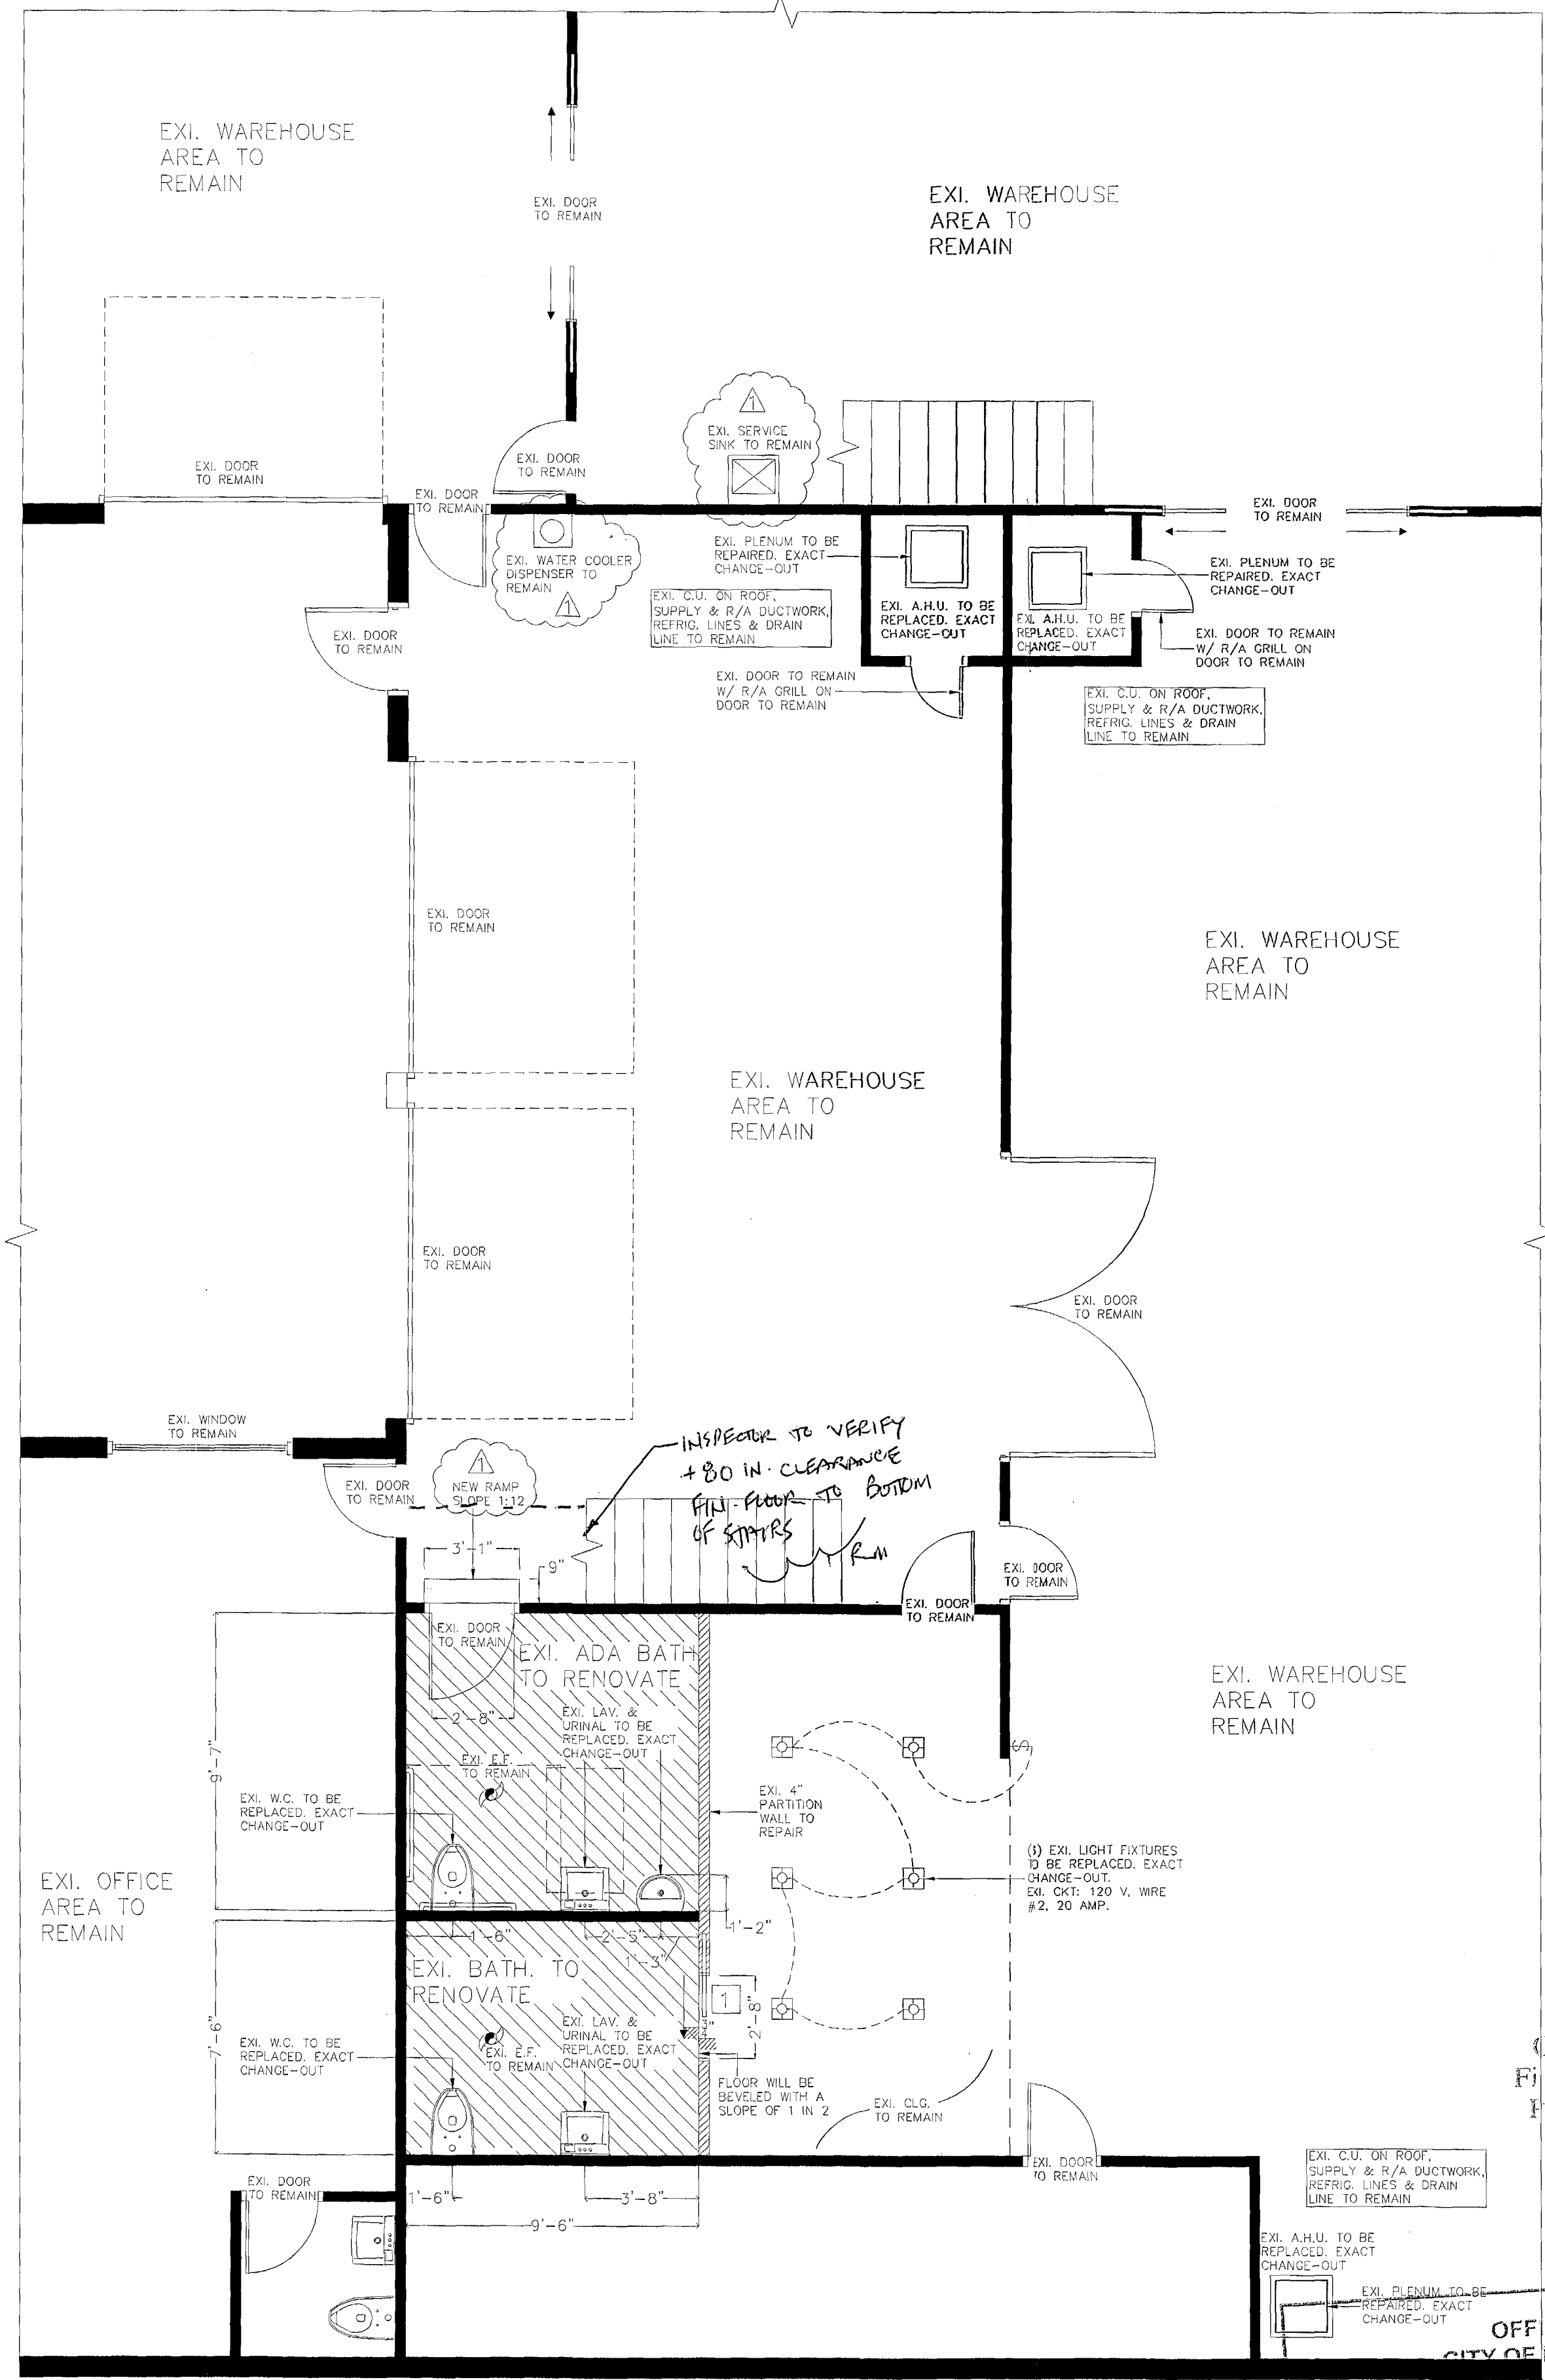 EXI. WAREHOUSE
AREA TO
REMAIN
EXI. DOOR
TO REMAIN
EXI. WAREHOUSE
AREA TO
REMAIN
1
EXI. SERVICE
SINK TO REMAIN
EXI. DOOR
TO REMAIN
EXI. DOOR
TO REMAIN
EXI. DOOR
TO REMAIN
EXI. WATER COOLER
DISPENSER TO
REMAIN
1
EXI. PLENUM TO BE
REPAIRED. EXACT
CHANGE-OUT
EXI. DOOR
TO REMAIN
EXI. PLENUM TO BE
REPAIRED. EXACT
CHANGE-OUT
EXI. C.U. ON ROOF,
SUPPLY & R/A DUCTWORK,
REFRIG. LINES & DRAIN
LINE TO REMAIN
EXI. A.H.U. TO BE
REPLACED. EXACT
CHANGE-OUT
EXI. A.H.U. TO BE
REPLACED. EXACT
CHANGE-OUT
EXI. DOOR TO REMAIN
W/ R/A GRILL ON
DOOR TO REMAIN
EXI. DOOR
TO REMAIN
EXI. DOOR TO REMAIN
W/ R/A GRILL ON
DOOR TO REMAIN
EXI. C.U. ON ROOF,
SUPPLY & R/A DUCTWORK,
REFRIG. LINES & DRAIN
LINE TO REMAIN
EXI. DOOR
TO REMAIN
EXI. WAREHOUSE
AREA TO
REMAIN
EXI. WAREHOUSE
AREA TO
REMAIN
EXI. DOOR
TO REMAIN
EXI. DOOR
TO REMAIN
EXI. WINDOW
TO REMAIN
INSPECTOR TO VERIFY
+80 IN. CLEARANCE
FIN-FLOOR TO BOTTOM
OF STAIRS
RM
1
NEW RAMP
SLOPE 1:12
EXI. DOOR
TO REMAIN
3'-1"
9"
EXI. DOOR
TO REMAIN
EXI. DOOR
TO REMAIN
EXI. DOOR
TO REMAIN
EXI. ADA BATH
TO RENOVATE
2'-8"
EXI. LAV. &
URINAL TO BE
REPLACED. EXACT
CHANGE-OUT
EXI. E.F.
TO REMAIN
EXI. WAREHOUSE
AREA TO
REMAIN
9'-7"
EXI. W.C. TO BE
REPLACED. EXACT
CHANGE-OUT
EXI. 4"
PARTITION
WALL TO
REPAIR
EXI. LIGHT FIXTURES
TO BE REPLACED. EXACT
CHANGE-OUT.
EXI. CKT: 120 V, WIRE
#2, 20 AMP.
EXI. OFFICE
AREA TO
REMAIN
1'-2"
1'-6"
2'-5"
1'-3"
EXI. BATH. TO
RENOVATE
1
2'-8"
EXI. LAV. &
URINAL TO BE
REPLACED. EXACT
CHANGE-OUT
EXI. E.F.
TO REMAIN
7'-6"
EXI. W.C. TO BE
REPLACED. EXACT
CHANGE-OUT
FLOOR WILL BE
BEVELED WITH A
SLOPE OF 1 IN 2
EXI. CLG.
TO REMAIN
Fi
EXI. DOOR
TO REMAIN
EXI. DOOR
TO REMAIN
1'-6"
3'-8"
9'-6"
EXI. C.U. ON ROOF,
SUPPLY & R/A DUCTWORK,
REFRIG. LINES & DRAIN
LINE TO REMAIN
EXI. A.H.U. TO BE
REPLACED. EXACT
CHANGE-OUT
EXI. PLENUM TO BE
REPAIRED. EXACT
CHANGE-OUT
OFF
CITY OF